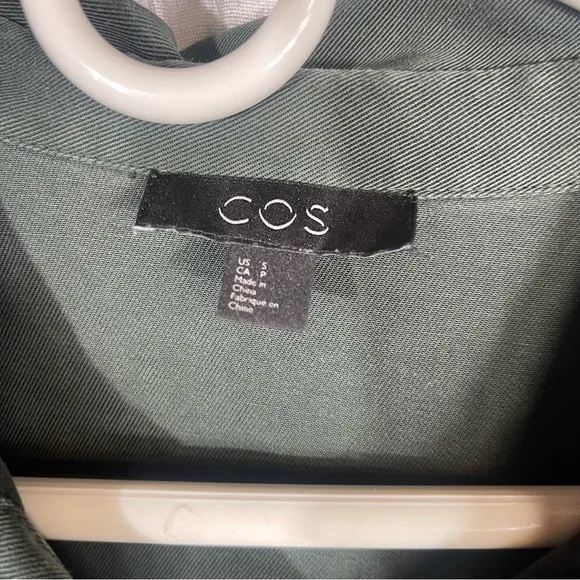 COS
US S
CA P
Made in
China
Fabriqué en
Chine